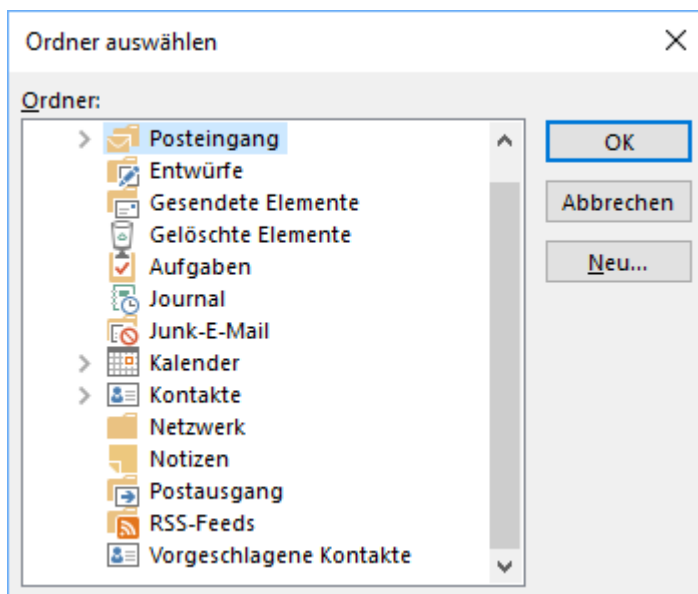 Ordner auswählen
Ordner:
Posteingang
Entwürfe
Gesendete Elemente
Gelöschte Elemente
Aufgaben
Journal
Junk-E-Mail
Kalender
Kontakte
Netzwerk
Notizen
Postausgang
RSS-Feeds
Vorgeschlagene Kontakte
OK
Abbrechen
Neu...